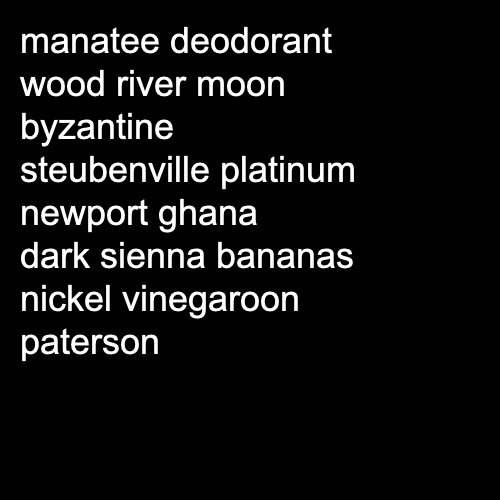 manatee deodorant
wood river moon
byzantine
steubenville platinum
newport ghana
dark sienna bananas
nickel vinegaroon
paterson